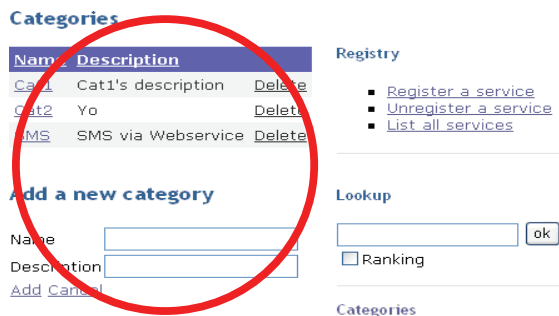 Categories
Name Description
Cat1 Cat1's description Delete
Cat2 Yo Delete
SMS SMS via Webservice Delete
Add a new category
Name
Description
Add Cancel
Registry
Register a service
Unregister a service
List all services
Lookup
ok
Ranking
Categories